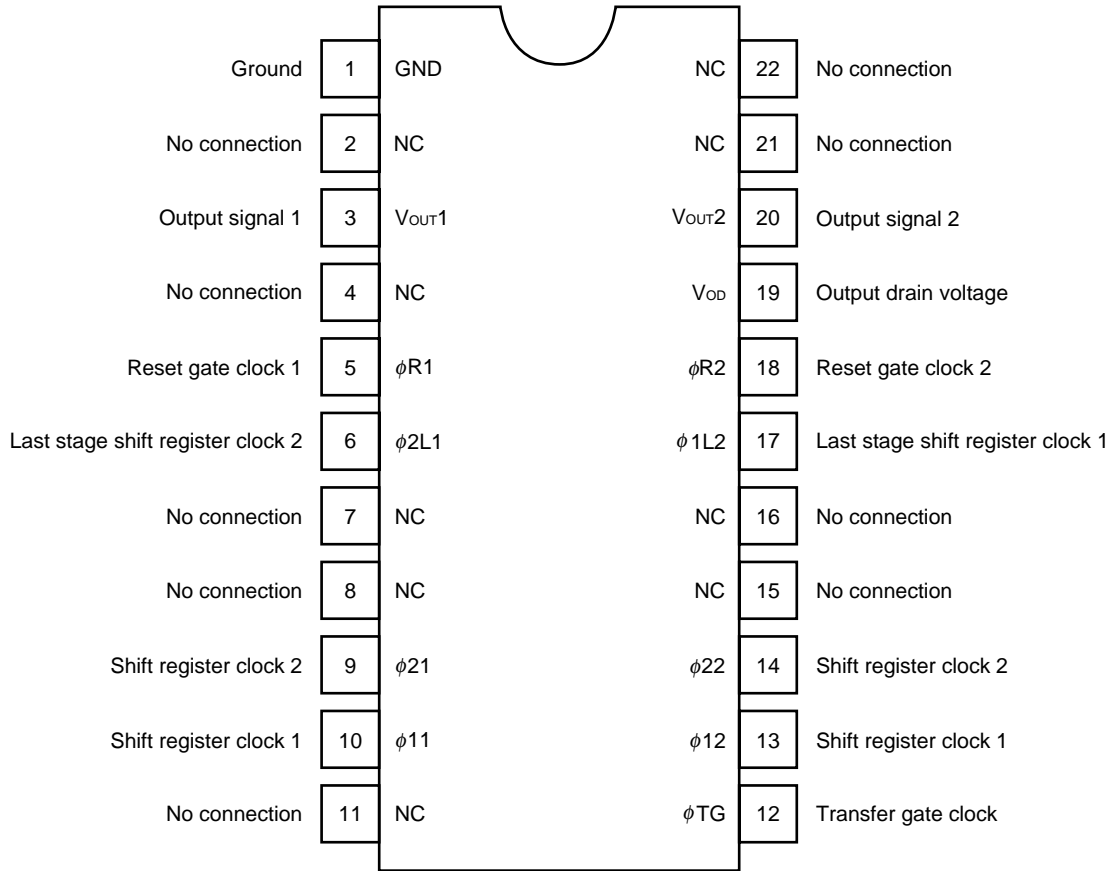 Ground 1 GND NC 22 No connection
No connection 2 NC NC 21 No connection
Output signal 1 3 VOUT1 VOUT2 20 Output signal 2
No connection 4 NC VOD 19 Output drain voltage
Reset gate clock 1 5 ϕR1 ϕR2 18 Reset gate clock 2
Last stage shift register clock 2 6 ϕ2L1 ϕ1L2 17 Last stage shift register clock 1
No connection 7 NC NC 16 No connection
No connection 8 NC NC 15 No connection
Shift register clock 2 9 ϕ21 ϕ22 14 Shift register clock 2
Shift register clock 1 10 ϕ11 ϕ12 13 Shift register clock 1
No connection 11 NC ϕTG 12 Transfer gate clock